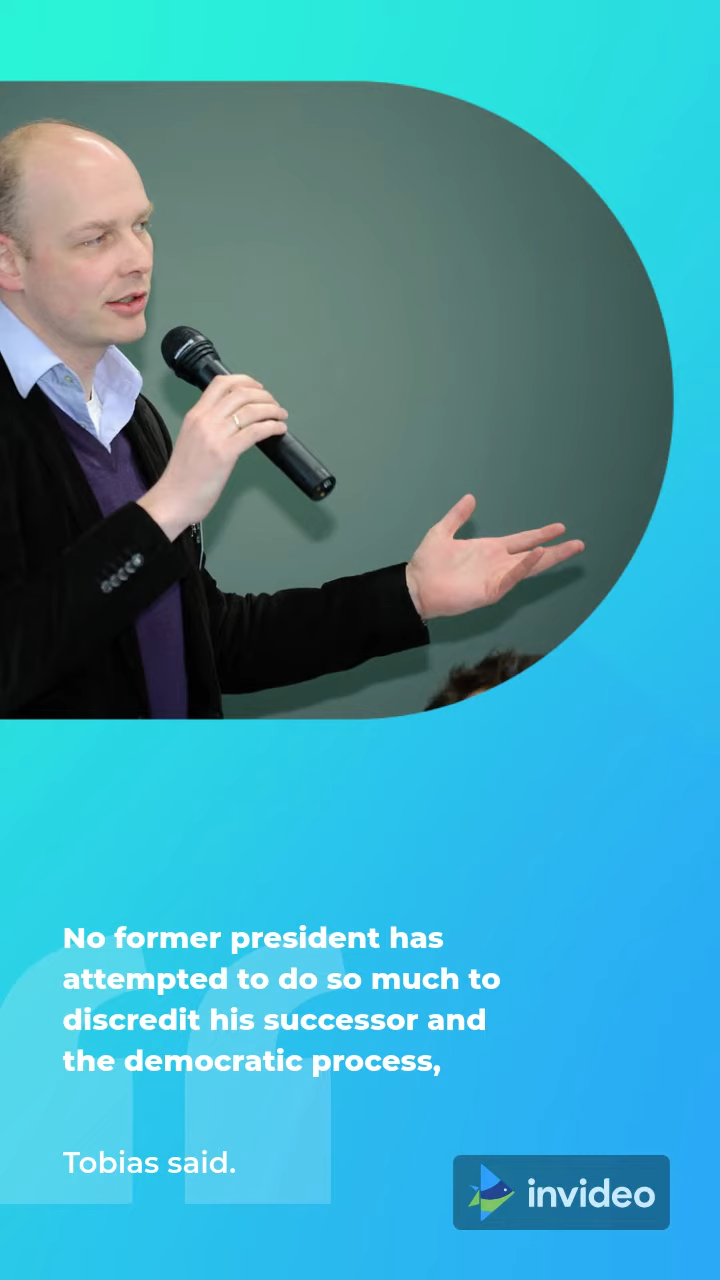 No former president has
attempted to do so much to
discredit his successor and
the democratic process,
Tobias said.
invideo